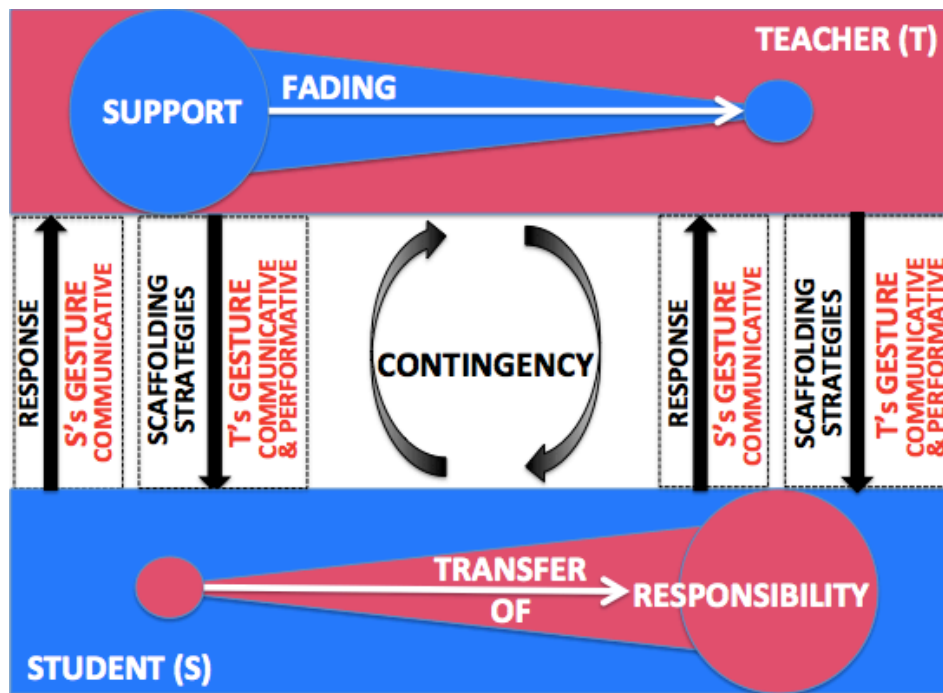 TEACHER (T)
FADING
SUPPORT
RESPONSE
S's GESTURE
COMMUNICATIVE
SCAFFOLDING
STRATEGIES
T's GESTURE
COMMUNICATIVE
& PERFORMATIVE
CONTINGENCY
RESPONSE
S's GESTURE
COMMUNICATIVE
SCAFFOLDING
STRATEGIES
T's GESTURE
COMMUNICATIVE
& PERFORMATIVE
TRANSFER
OF
RESPONSIBILITY
STUDENT (S)